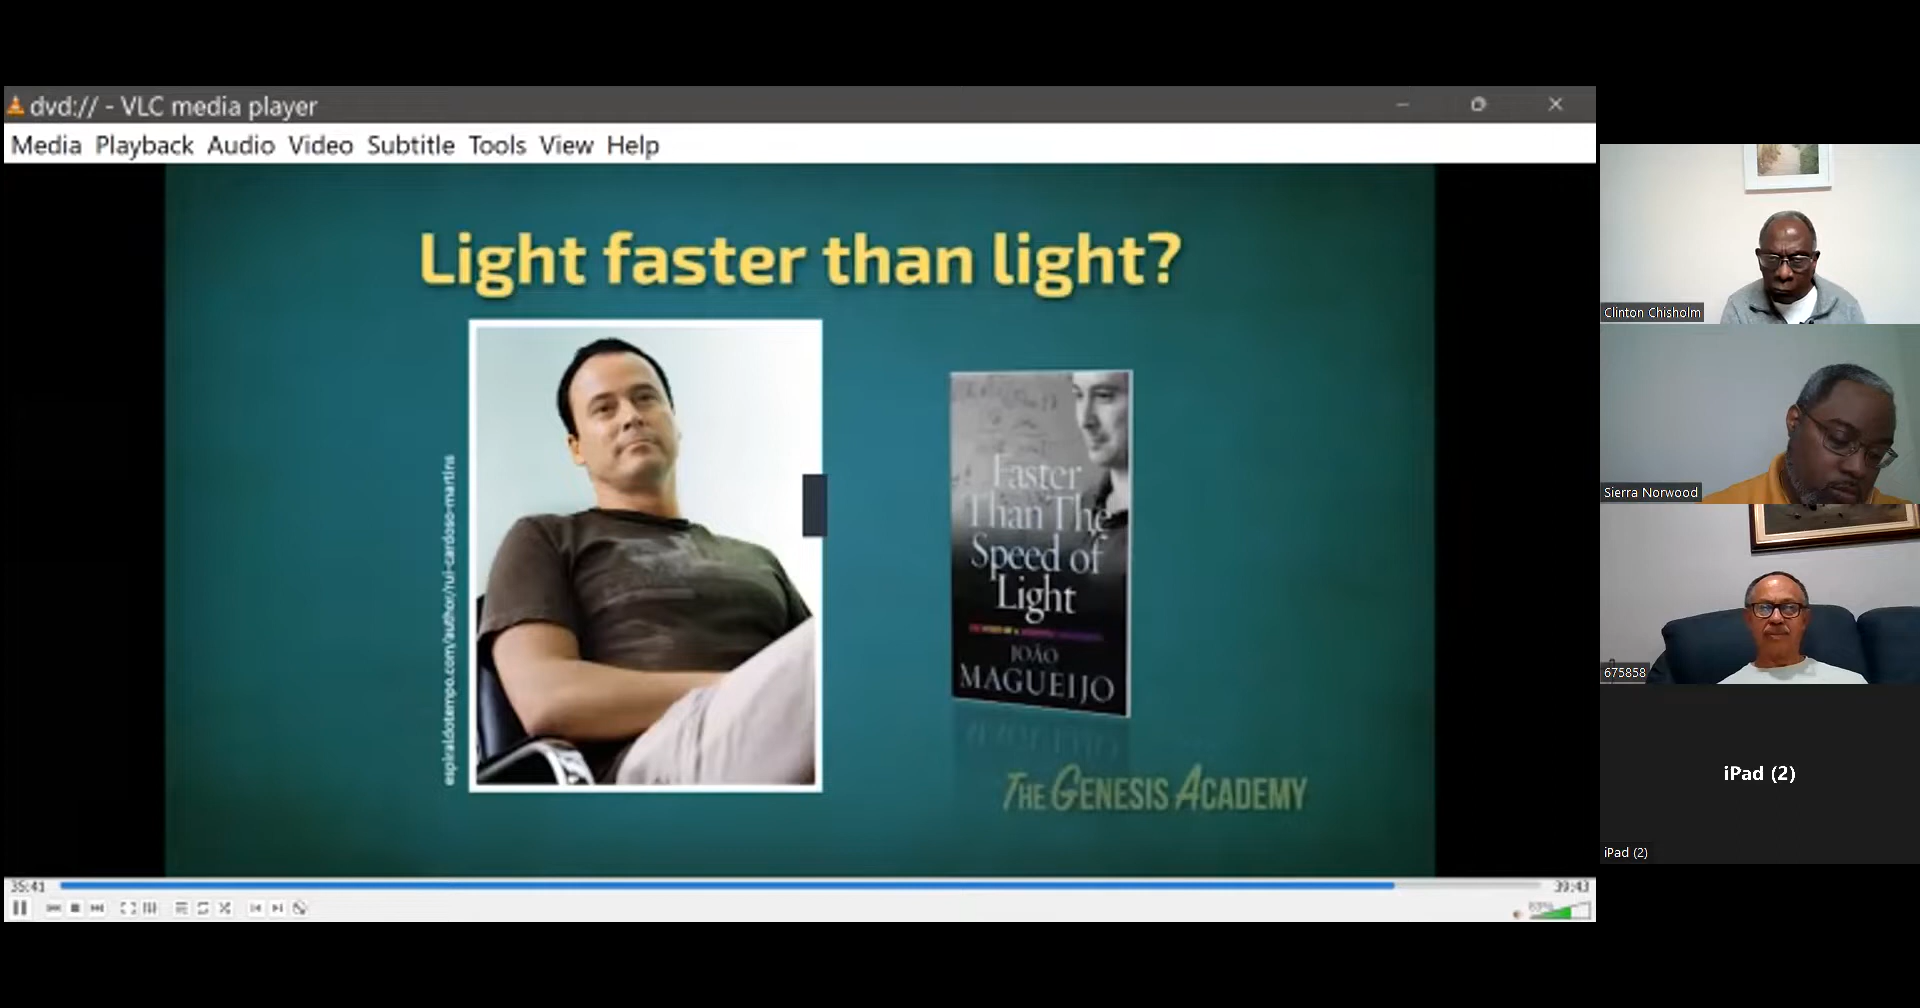 dvd:// - VLC media player
Media Playback Audio Video Subtitle Tools View Help
Light faster than light?
espiraldotempo.com/author/rui-cardoso-martins
Faster
Than The
Speed of
Light
JOÃO
MAGUEIJO
THE GENESIS ACADEMY
35:41
39:43
Clinton Chisholm
Sierra Norwood
675858
iPad (2)
iPad (2)